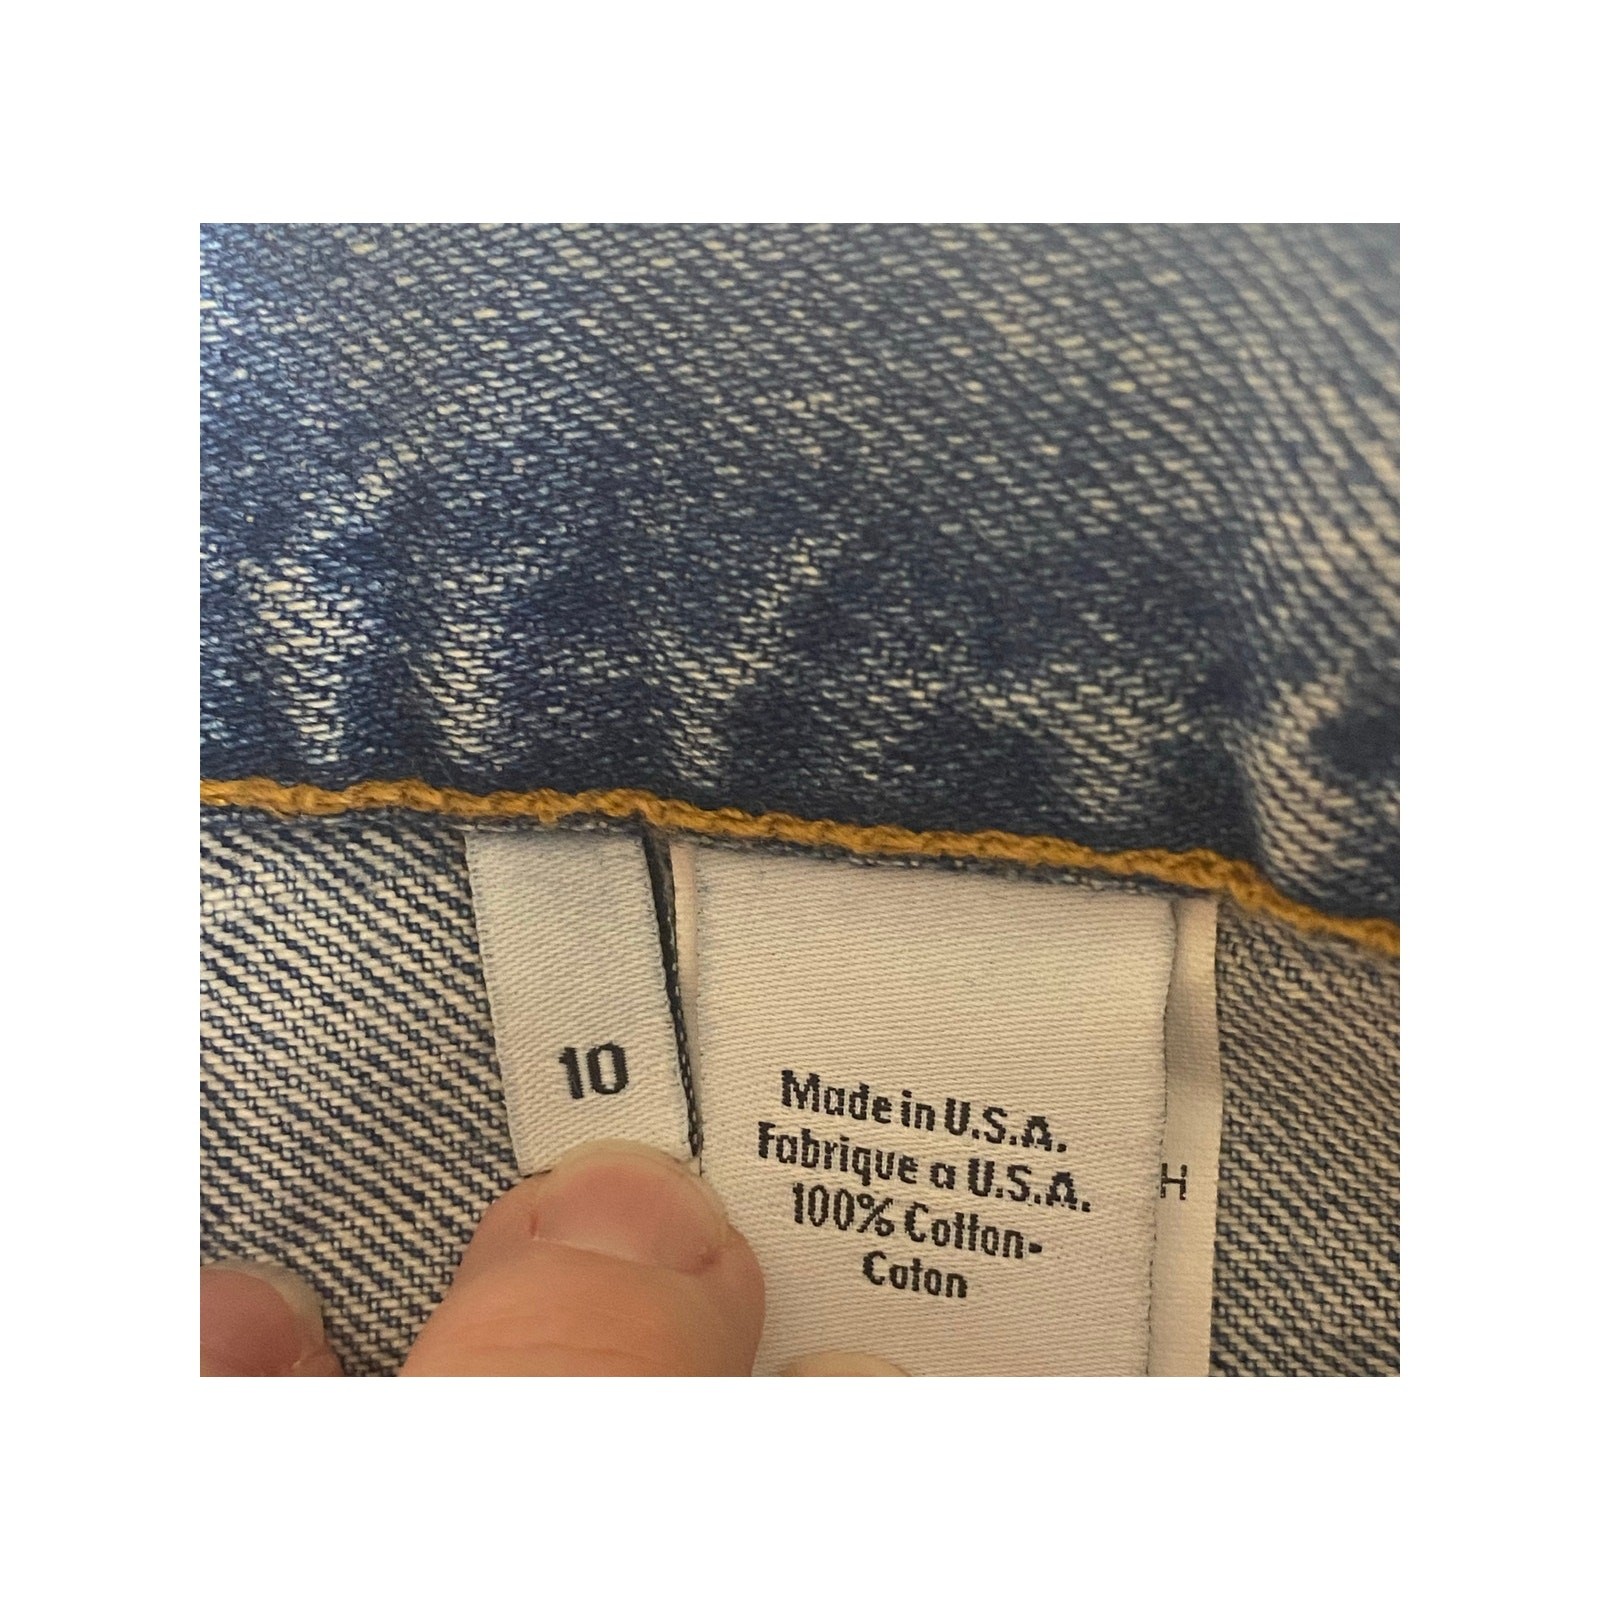 10
Made in U.S.A.
Fabrique a U.S.A.
100% Cotton-
Coton
H